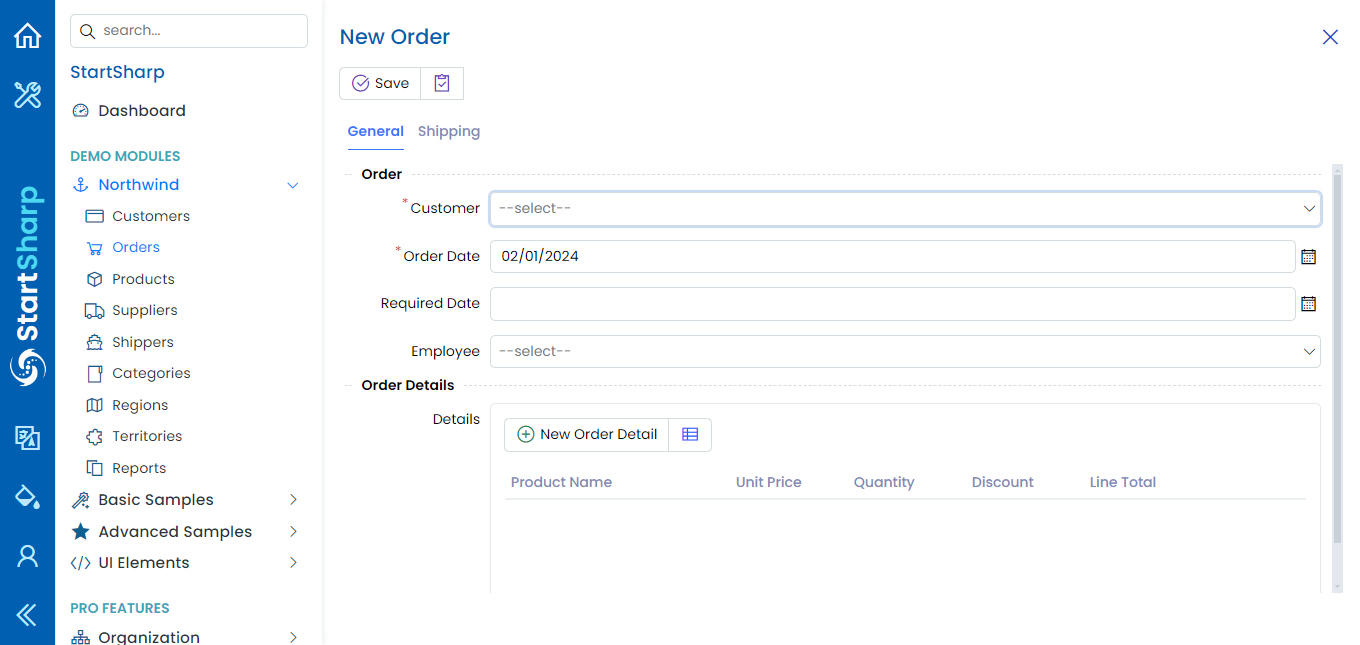 search...
StartSharp
Dashboard
DEMO MODULES
Northwind
Customers
Orders
Products
Suppliers
Shippers
Categories
Regions
Territories
Reports
Basic Samples
Advanced Samples
UI Elements
PRO FEATURES
Organization
StartSharp
New Order
Save
General Shipping
Order
*Customer --select--
*Order Date 02/01/2024
Required Date
Employee --select--
Order Details
Details
New Order Detail
Product Name Unit Price Quantity Discount Line Total